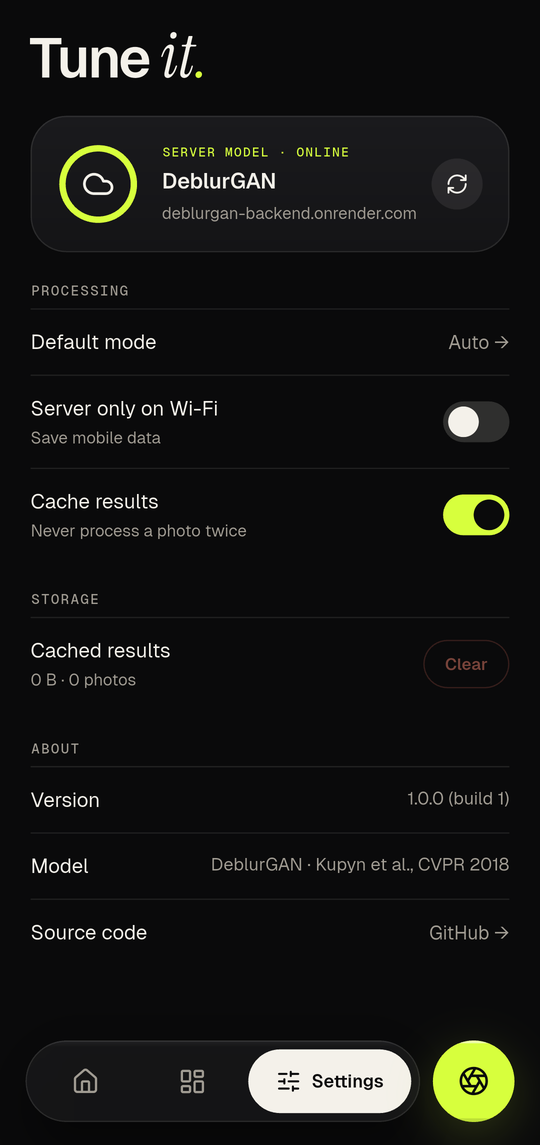 Tune it.
SERVER MODEL · ONLINE
DeblurGAN
deblurgan-backend.onrender.com
PROCESSING
Default mode
Auto →
Server only on Wi-Fi
Save mobile data
Cache results
Never process a photo twice
STORAGE
Cached results
0 B · 0 photos
Clear
ABOUT
Version
1.0.0 (build 1)
Model
DeblurGAN · Kupyn et al., CVPR 2018
Source code
GitHub →
Settings